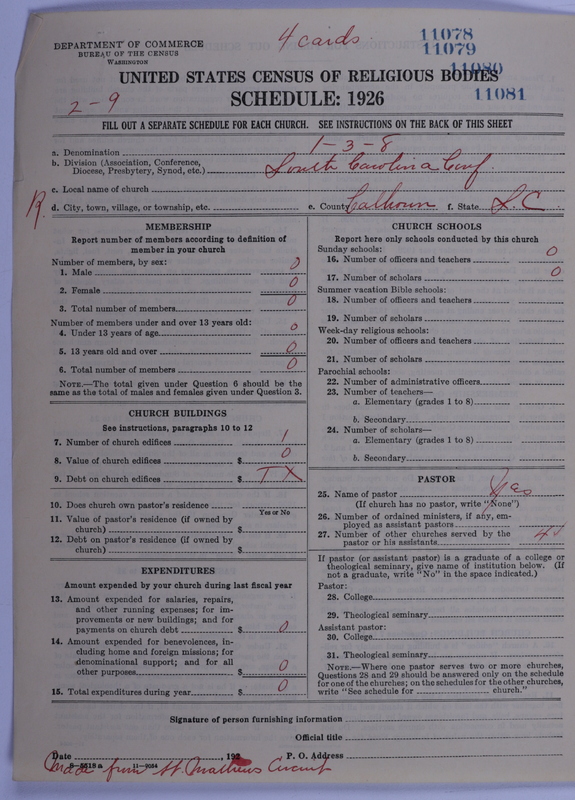 4 cards
11078
11079
11080
11081
DEPARTMENT OF COMMERCE
BUREAU OF THE CENSUS
WASHINGTON
UNITED STATES CENSUS OF RELIGIOUS BODIES
2-9
SCHEDULE: 1926
FILL OUT A SEPARATE SCHEDULE FOR EACH CHURCH. SEE INSTRUCTIONS ON THE BACK OF THIS SHEET
a. Denomination 1-3-8
b. Division (Association, Conference,
Diocese, Presbytery, Synod, etc.) South Carolina Conf
c. Local name of church
R
d. City, town, village, or township, etc. e. County Calhoun f. State S.C
MEMBERSHIP
Report number of members according to definition of
member in your church
Number of members, by sex:
1. Male 0
2. Female 0
3. Total number of members 0
Number of members under and over 13 years old:
4. Under 13 years of age 0
5. 13 years old and over 0
6. Total number of members 0
NOTE.—The total given under Question 6 should be the
same as the total of males and females given under Question 3.
CHURCH BUILDINGS
See instructions, paragraphs 10 to 12
7. Number of church edifices 1
8. Value of church edifices $ 0
9. Debt on church edifices $ TX
10. Does church own pastor's residence
Yes or No
11. Value of pastor's residence (if owned by
church) $
12. Debt on pastor's residence (if owned by
church) $
EXPENDITURES
Amount expended by your church during last fiscal year
13. Amount expended for salaries, repairs,
and other running expenses; for im-
provements or new buildings; and for
payments on church debt $ 0
14. Amount expended for benevolences, in-
cluding home and foreign missions; for
denominational support; and for all
other purposes $ 0
15. Total expenditures during year $ 0
CHURCH SCHOOLS
Report here only schools conducted by this church
Sunday schools:
16. Number of officers and teachers 0
17. Number of scholars 0
Summer vacation Bible schools:
18. Number of officers and teachers
19. Number of scholars
Week-day religious schools:
20. Number of officers and teachers
21. Number of scholars
Parochial schools:
22. Number of administrative officers
23. Number of teachers—
a. Elementary (grades 1 to 8)
b. Secondary
24. Number of scholars—
a. Elementary (grades 1 to 8)
b. Secondary
PASTOR
25. Name of pastor Yes
(If church has no pastor, write "None")
26. Number of ordained ministers, if any, em-
ployed as assistant pastors
27. Number of other churches served by the
pastor or his assistants 4
If pastor (or assistant pastor) is a graduate of a college or
theological seminary, give name of institution below. (If
not a graduate, write "No" in the space indicated.)
Pastor:
28. College
29. Theological seminary
Assistant pastor:
30. College
31. Theological seminary
NOTE.—Where one pastor serves two or more churches,
Questions 28 and 29 should be answered only on the schedule
for one of the churches; on the schedules for the other churches,
write "See schedule for church."
Signature of person furnishing information
Official title
Date , 192 P. O. Address
8-5518a 11-9054
Made from St. Mathews Circuit